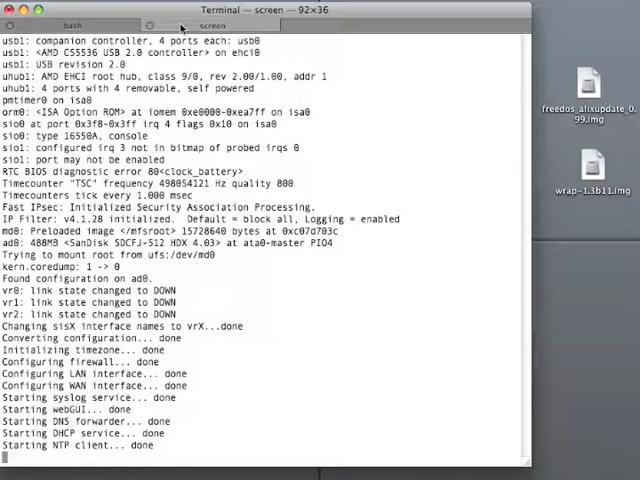 Terminal — screen — 92×36
bash
screen
usb1: companion controller, 4 ports each: usb0
usb1: <AMD CS5536 USB 2.0 controller> on ehci0
usb1: USB revision 2.0
uhub1: AMD EHCI root hub, class 9/0, rev 2.00/1.00, addr 1
uhub1: 4 ports with 4 removable, self powered
pmtimer0 on isa0
orm0: <ISA Option ROM> at iomem 0xe0000-0xea7ff on isa0
sio0 at port 0x3f8-0x3ff irq 4 flags 0x10 on isa0
sio0: type 16550A, console
sio1: configured irq 3 not in bitmap of probed irqs 0
sio1: port may not be enabled
RTC BIOS diagnostic error 80<clock_battery>
Timecounter "TSC" frequency 498054121 Hz quality 800
Timecounters tick every 1.000 msec
Fast IPsec: Initialized Security Association Processing.
IP Filter: v4.1.28 initialized.  Default = block all, Logging = enabled
md0: Preloaded image </mfsroot> 15728640 bytes at 0xc07d703c
ad0: 488MB <SanDisk SDCFJ-512 HDX 4.03> at ata0-master PIO4
Trying to mount root from ufs:/dev/md0
kern.coredump: 1 -> 0
Found configuration on ad0.
vr0: link state changed to DOWN
vr1: link state changed to DOWN
vr2: link state changed to DOWN
Changing sisX interface names to vrX...done
Converting configuration... done
Initializing timezone... done
Configuring firewall... done
Configuring LAN interface... done
Configuring WAN interface... done
Starting syslog service... done
Starting webGUI... done
Starting DNS forwarder... done
Starting DHCP service... done
Starting NTP client... done
freedos_alixupdate_0.
99.img
wrap-1.3b11.img